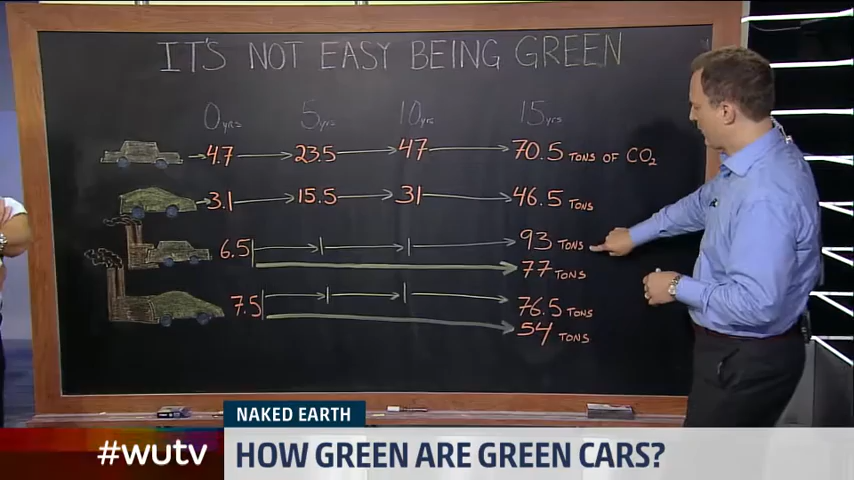 IT'S NOT EASY BEING GREEN
0yrs 5yrs 10yrs 15yrs
4.7 23.5 47 70.5 TONS OF CO2
3.1 15.5 31 46.5 TONS
6.5 93 TONS
77 TONS
7.5 76.5 TONS
54 TONS
NAKED EARTH
#WUTV HOW GREEN ARE GREEN CARS?